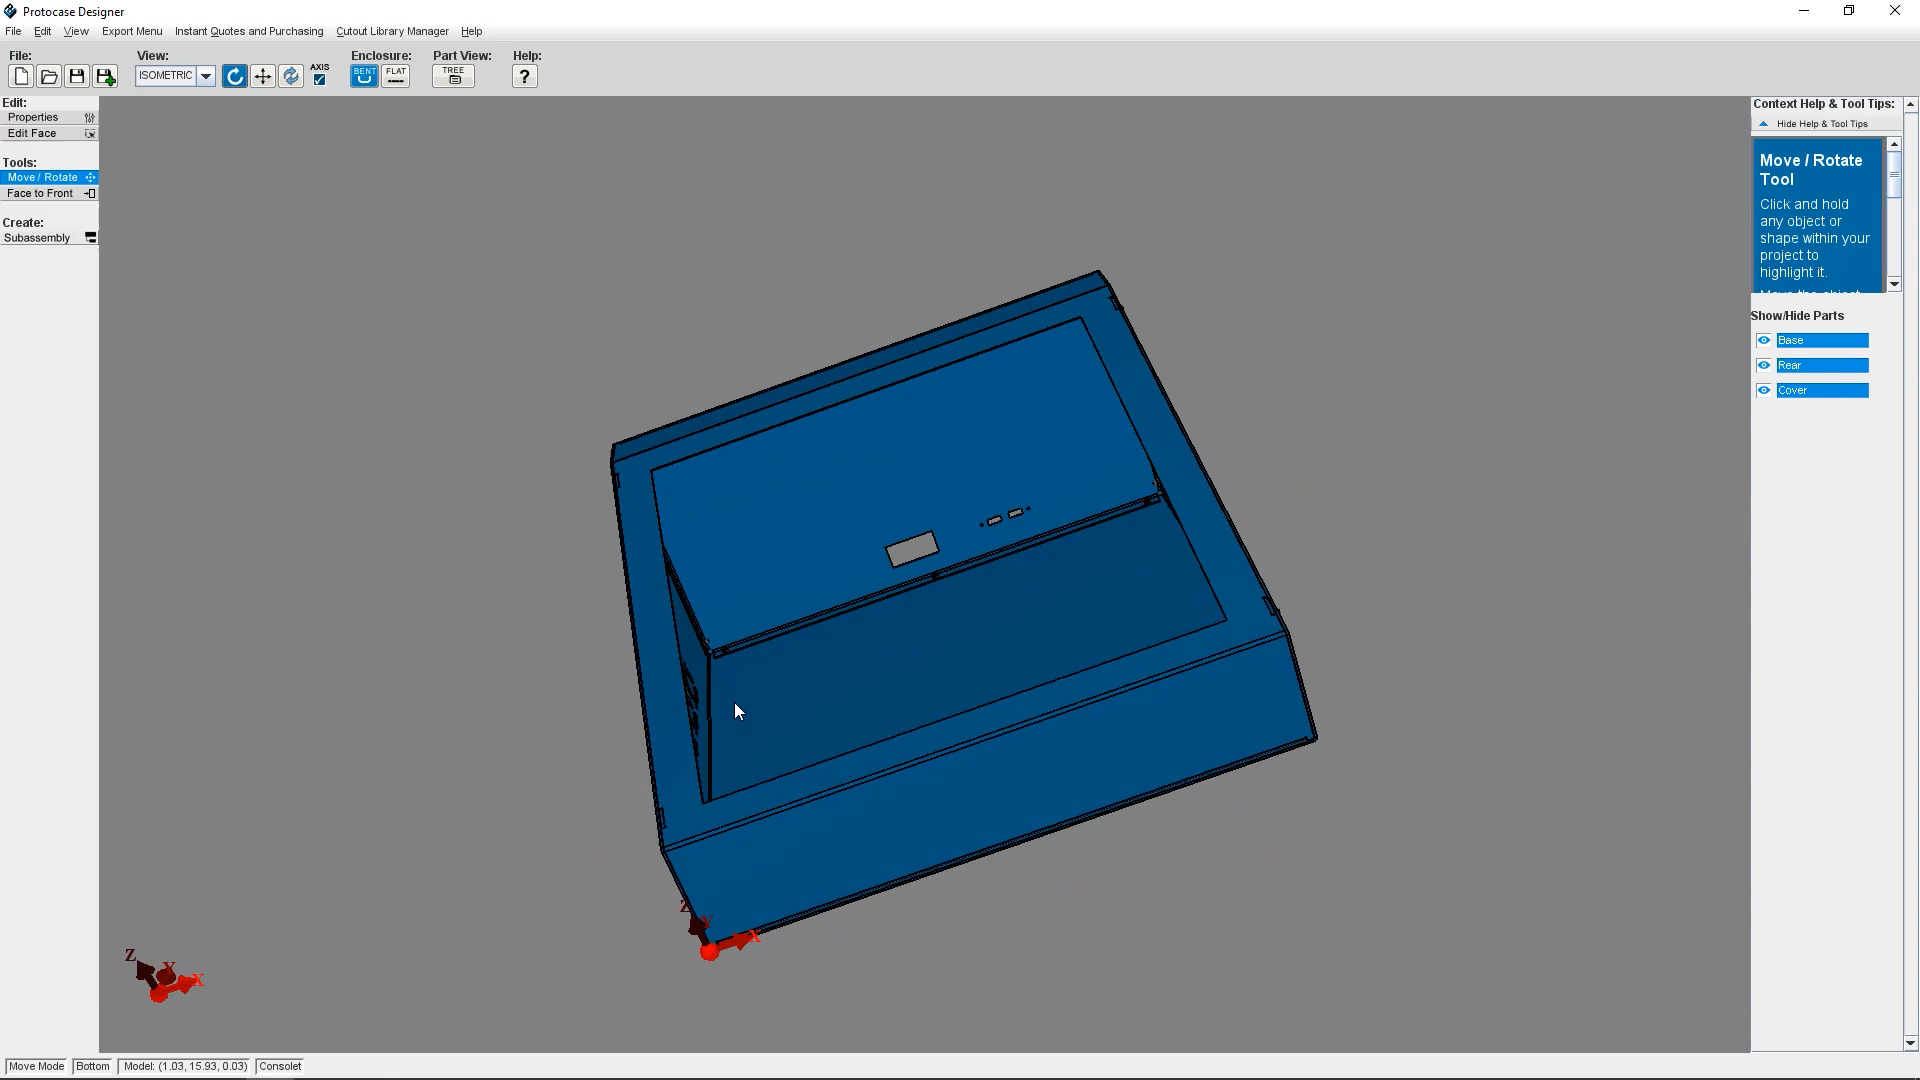 Protocase Designer
File Edit View Export Menu Instant Quotes and Purchasing Cutout Library Manager Help
File: View: Enclosure: Part View: Help:
ISOMETRIC AXIS BENT FLAT TREE ?
Edit:
Properties
Edit Face
Tools:
Move / Rotate
Face to Front
Create:
Subassembly
Context Help & Tool Tips:
Hide Help & Tool Tips
Move / Rotate
Tool
Click and hold
any object or
shape within your
project to
highlight it.
Move the object
Show/Hide Parts
Base
Rear
Cover
Z Y X
Z Y X
Move Mode Bottom Model: (1.03, 15.93, 0.03) Consolet